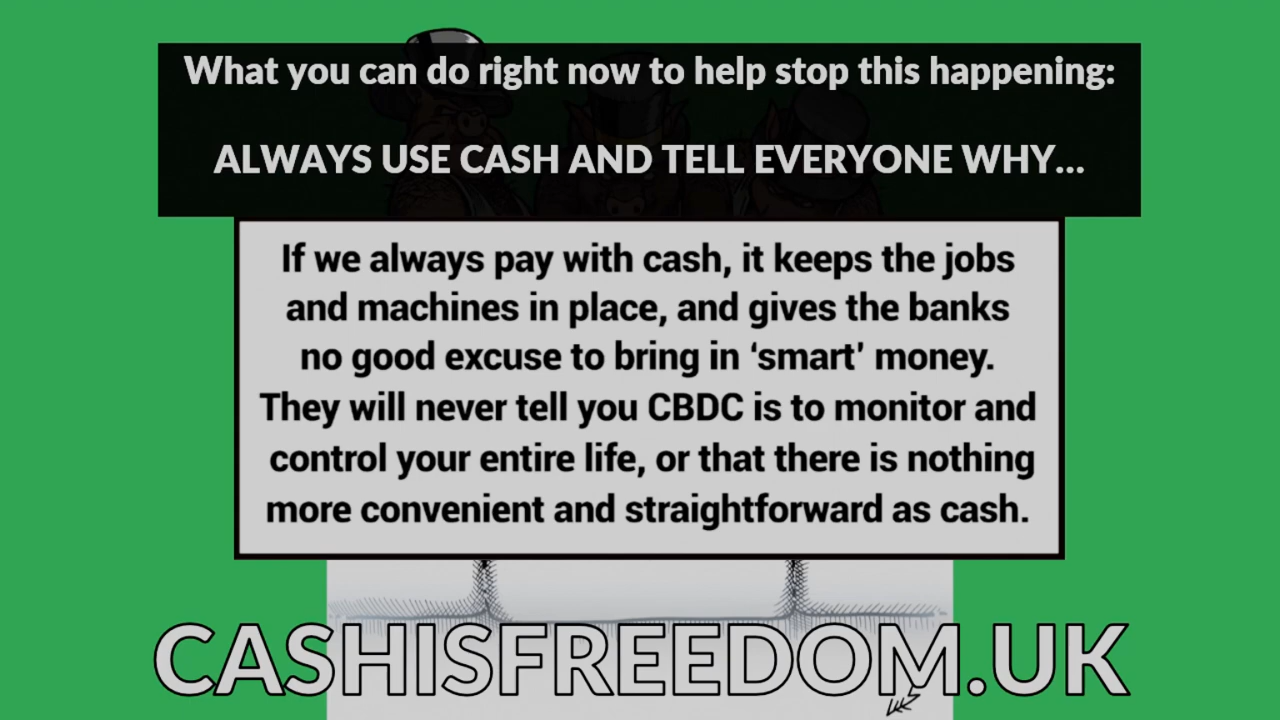 What you can do right now to help stop this happening:
ALWAYS USE CASH AND TELL EVERYONE WHY...
If we always pay with cash, it keeps the jobs
and machines in place, and gives the banks
no good excuse to bring in ‘smart’ money.
They will never tell you CBDC is to monitor and
control your entire life, or that there is nothing
more convenient and straightforward as cash.
CASHISFREEDOM.UK